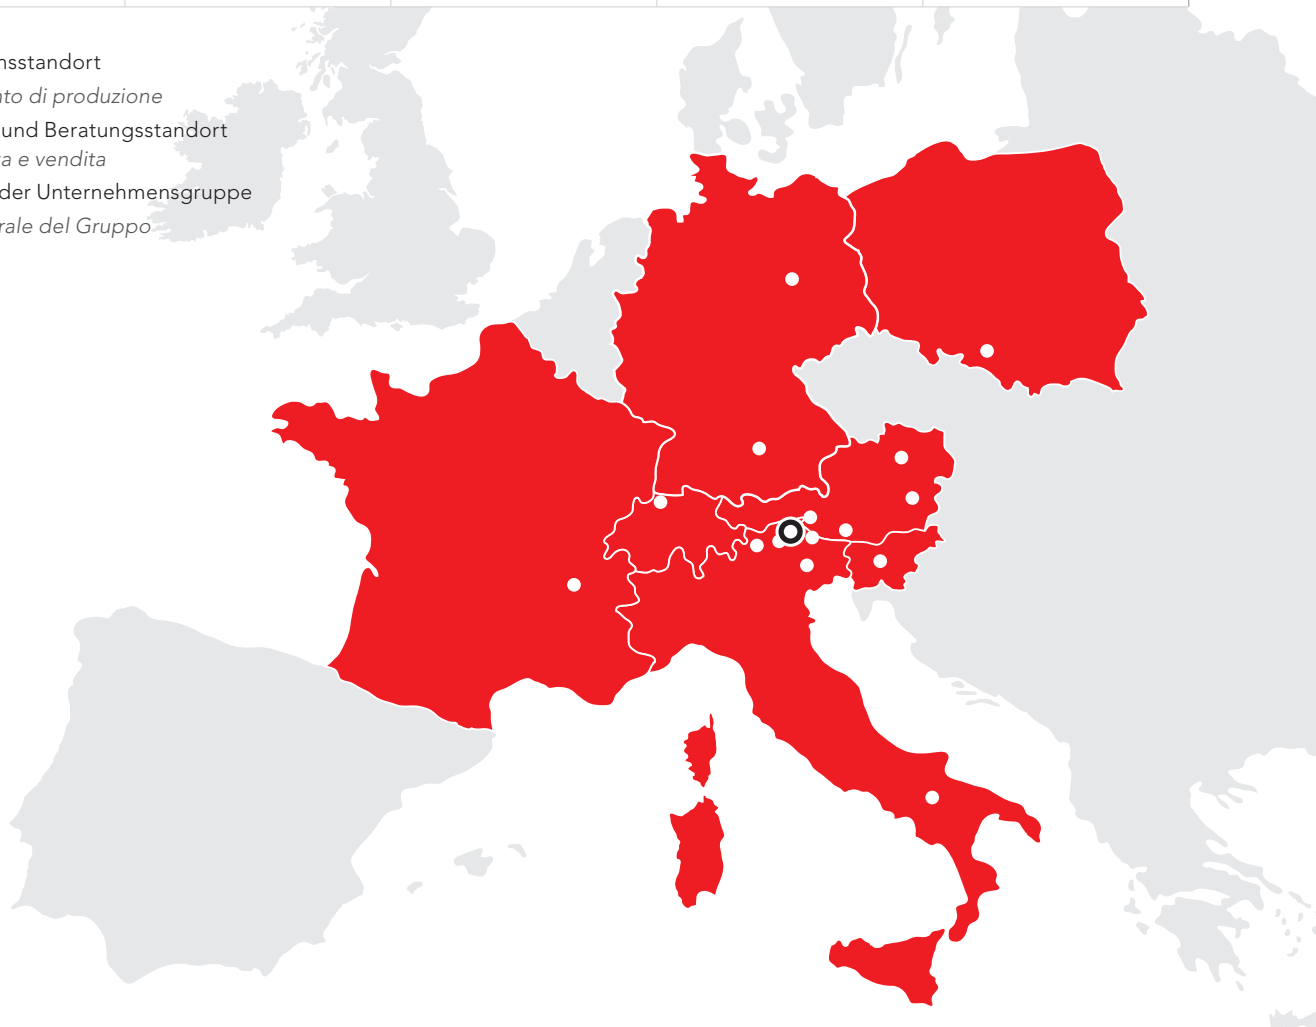 nsstandort
nto di produzione
und Beratungsstandort
a e vendita
der Unternehmensgruppe
rale del Gruppo